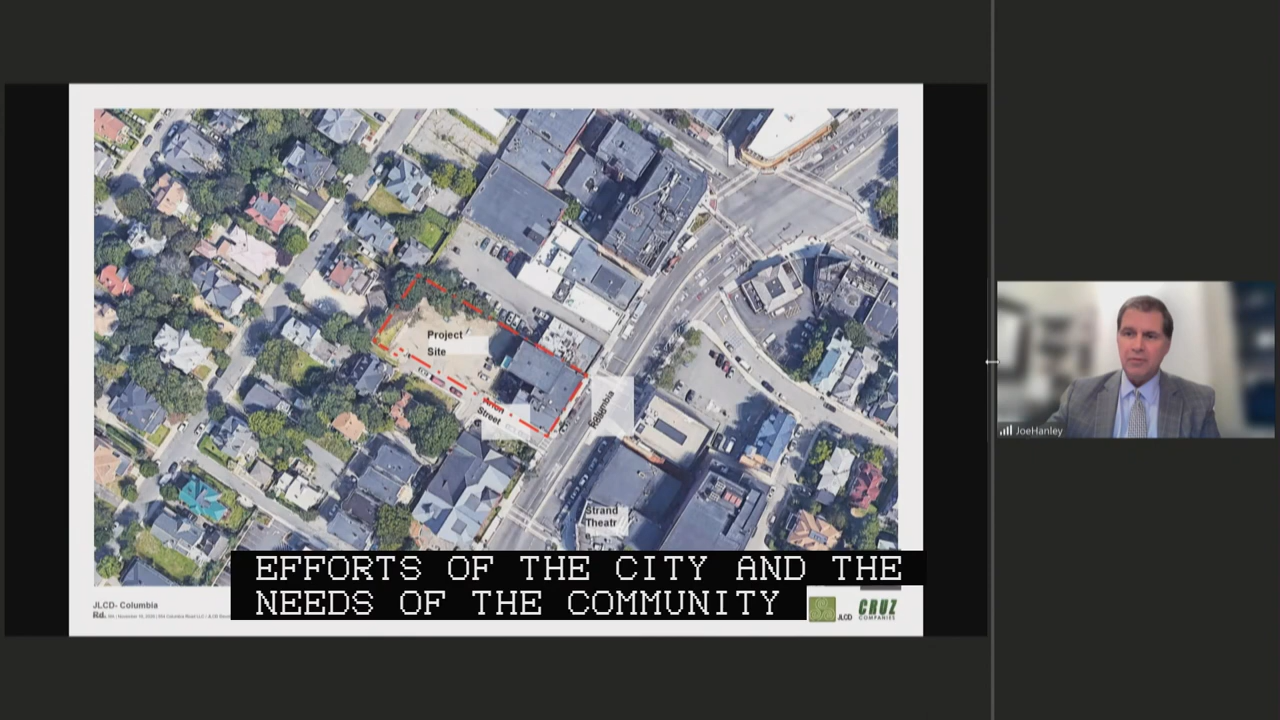 Project
Site
Arion
Street
Columbia
Strand
Theatr
EFFORTS OF THE CITY AND THE
NEEDS OF THE COMMUNITY
JLCD- Columbia
Rd.
JLCD
CRUZ
COMPANIES
JoeHanley